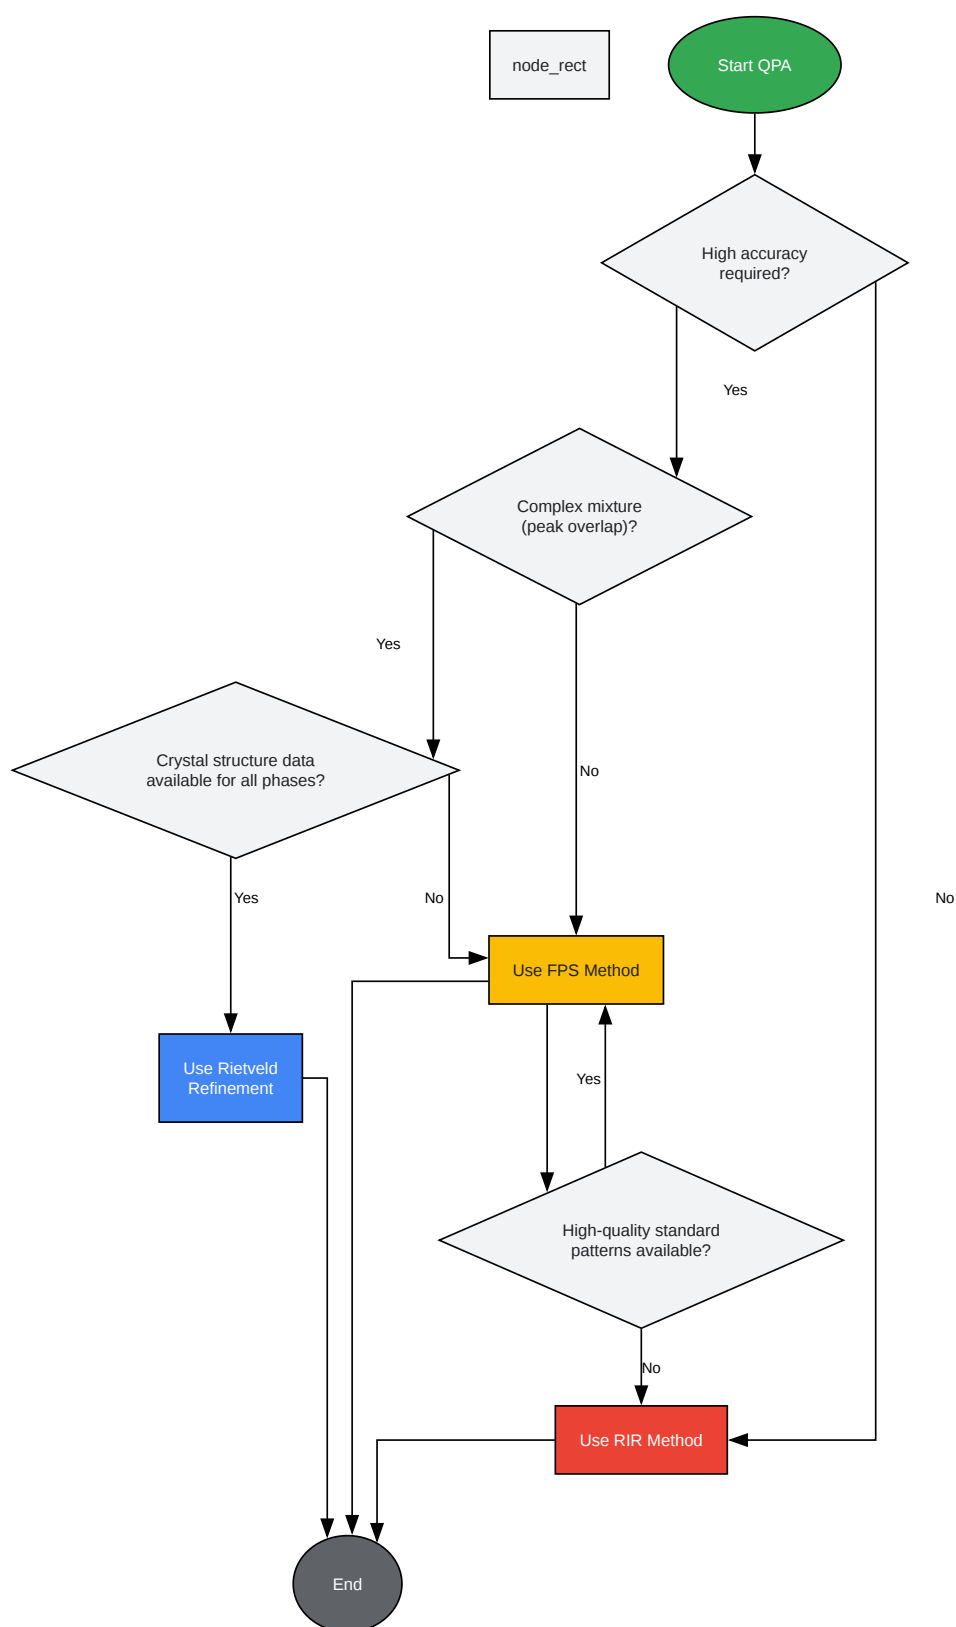 node_rect
Start QPA
High accuracy
required?
Yes
Complex mixture
(peak overlap)?
Yes
Crystal structure data
available for all phases?
No
Yes
No
No
Use FPS Method
Use Rietveld
Refinement
Yes
High-quality standard
patterns available?
No
Use RIR Method
End